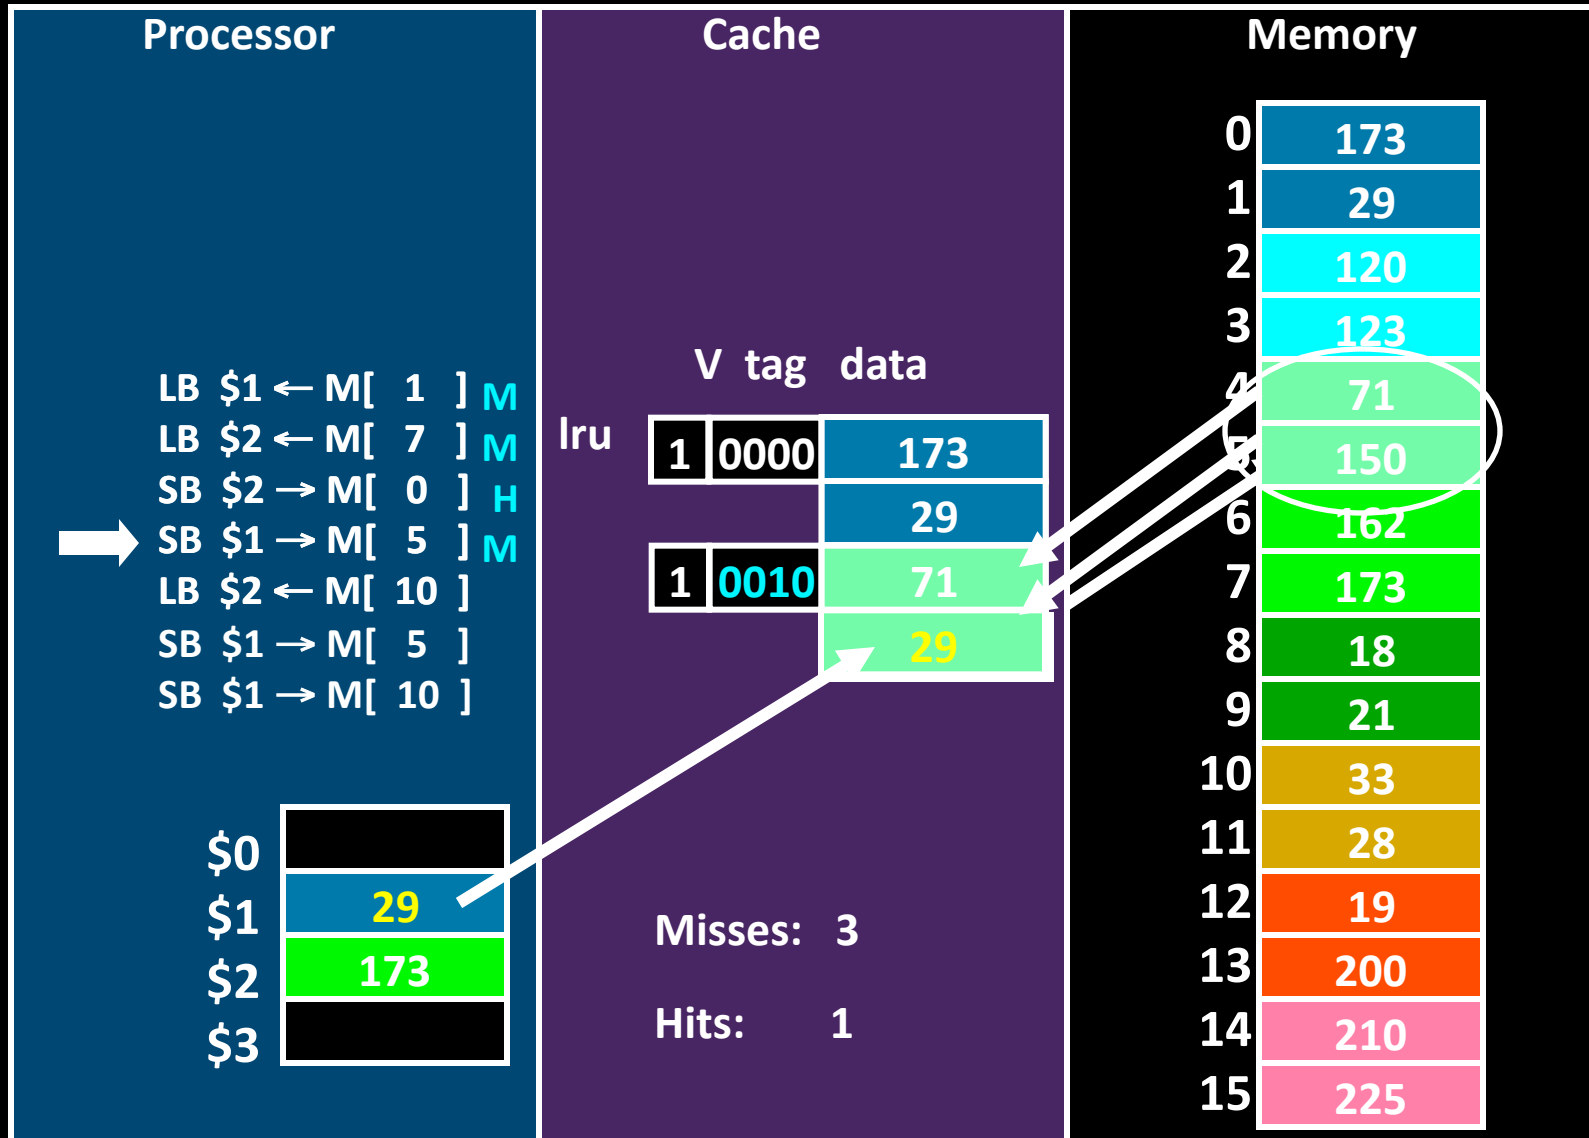 Processor
LB $1 ← M[ 1 ] M
LB $2 ← M[ 7 ] M
SB $2 → M[ 0 ] H
SB $1 → M[ 5 ] M
LB $2 ← M[ 10 ]
SB $1 → M[ 5 ]
SB $1 → M[ 10 ]
$0
$1 29
$2 173
$3
Cache
V tag data
lru 1 0000 173
29
1 0010 71
29
Misses: 3
Hits: 1
Memory
0 173
1 29
2 120
3 123
4 71
5 150
6 162
7 173
8 18
9 21
10 33
11 28
12 19
13 200
14 210
15 225